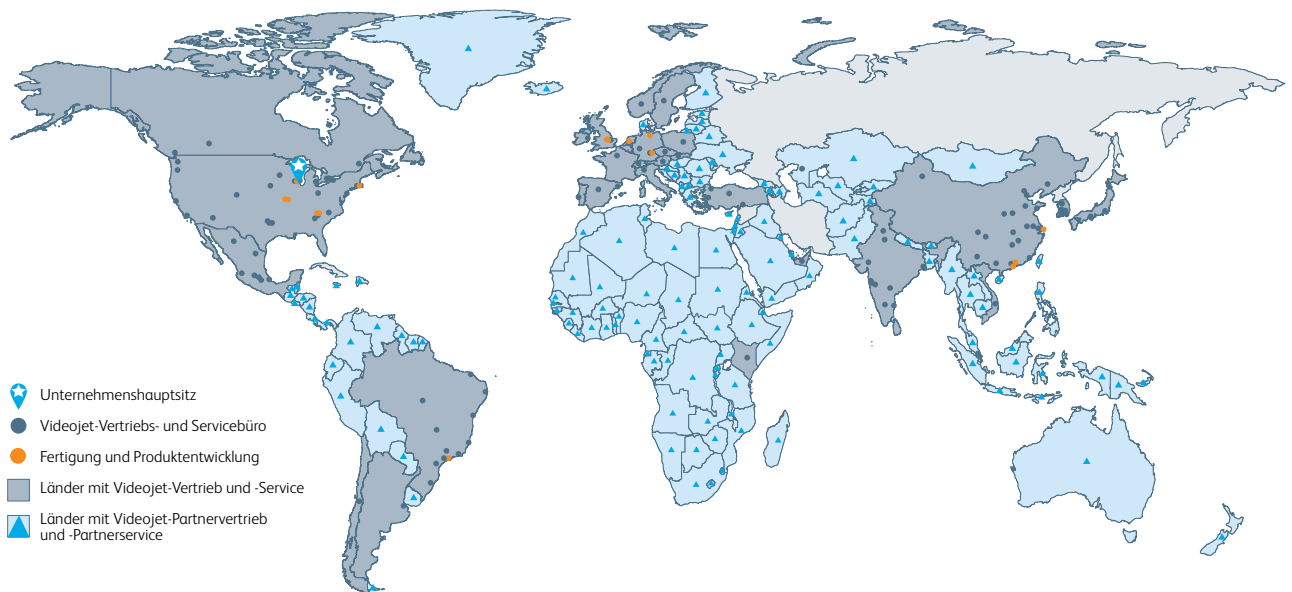 Unternehmenshauptsitz
Videojet-Vertriebs- und Servicebüro
Fertigung und Produktentwicklung
Länder mit Videojet-Vertrieb und -Service
Länder mit Videojet-Partnervertrieb
und -Partnerservice